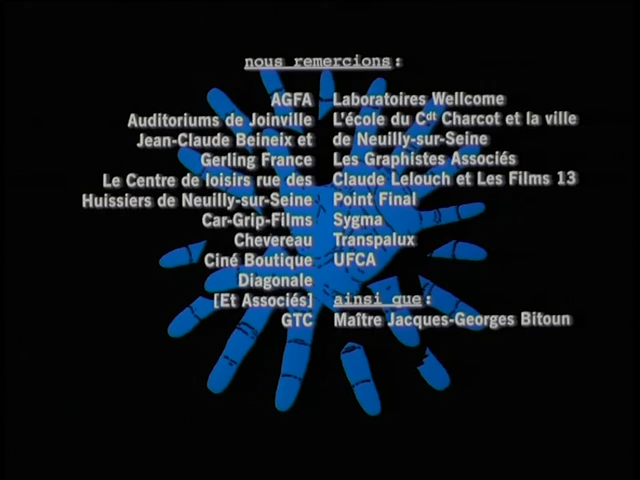 nous remercions :
AGFA
Auditoriums de Joinville
Jean-Claude Beineix et
Gerling France
Le Centre de loisirs rue des
Huissiers de Neuilly-sur-Seine
Car-Grip-Films
Chevereau
Ciné Boutique
Diagonale
[Et Associés]
GTC
Laboratoires Wellcome
L'école du Cdt Charcot et la ville
de Neuilly-sur-Seine
Les Graphistes Associés
Claude Lelouch et Les Films 13
Point Final
Sygma
Transpalux
UFCA
ainsi que :
Maître Jacques-Georges Bitoun